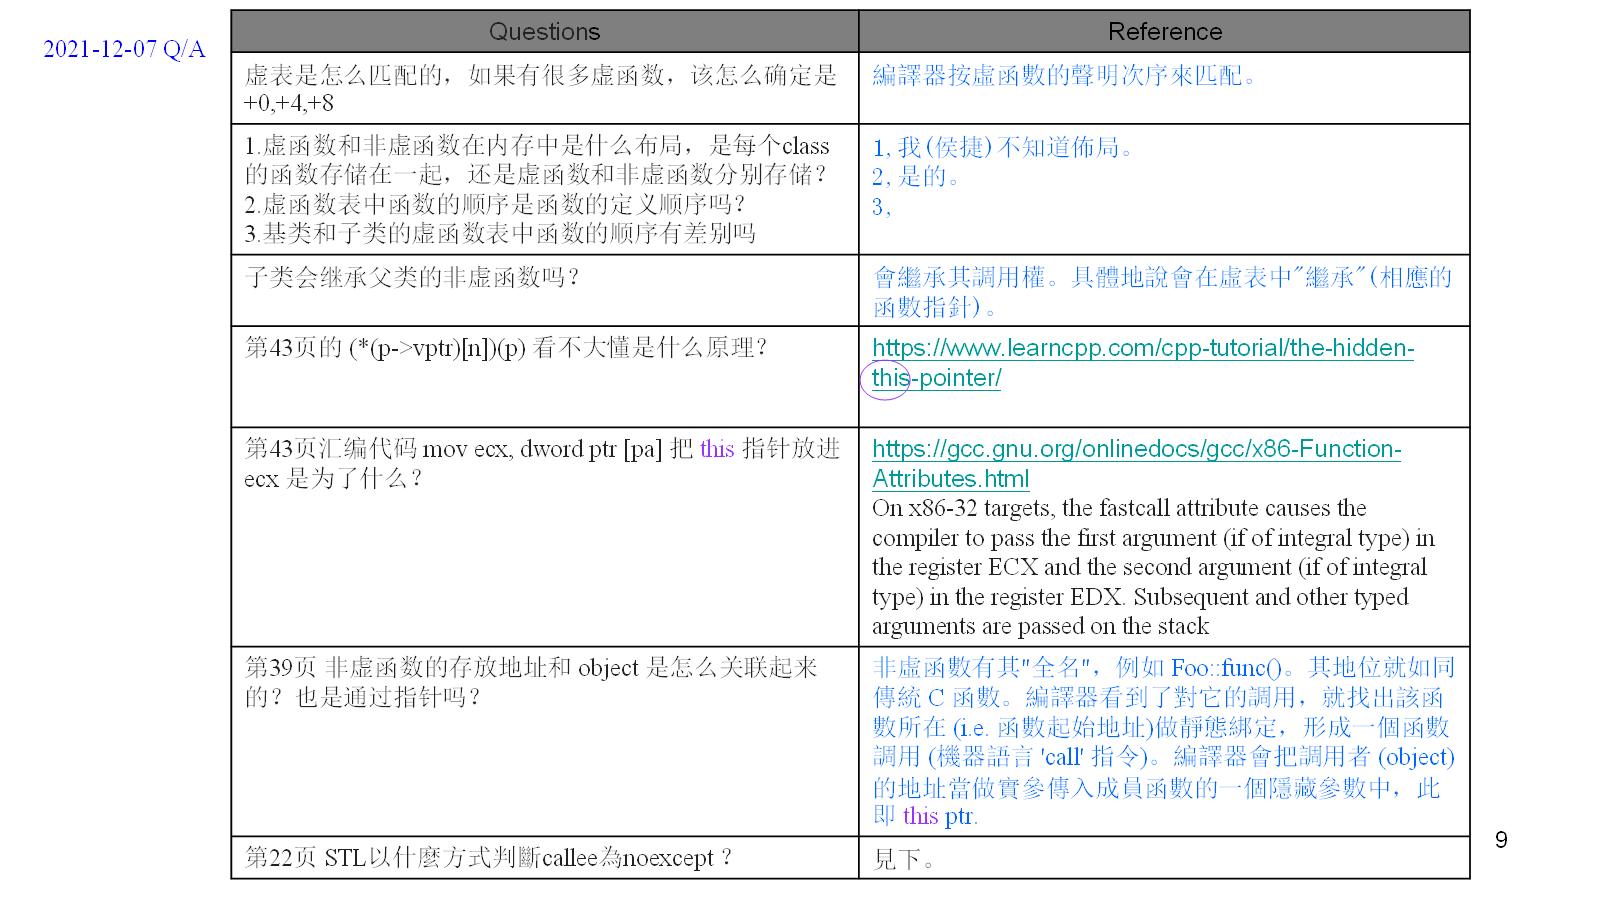 2021-12-07 Q/A
Questions
Reference
虚表是怎么匹配的，如果有很多虚函数，该怎么确定是
+0,+4,+8
編譯器按虛函數的聲明次序來匹配。
1.虚函数和非虚函数在内存中是什么布局，是每个class
的函数存储在一起，还是虚函数和非虚函数分别存储？
2.虚函数表中函数的顺序是函数的定义顺序吗？
3.基类和子类的虚函数表中函数的顺序有差别吗
1, 我(侯捷)不知道佈局。
2, 是的。
3,
子类会继承父类的非虚函数吗？
會繼承其調用權。具體地說會在虛表中"繼承"(相應的
函數指針)。
第43页的 (*(p->vptr)[n])(p) 看不大懂是什么原理？
https://www.learncpp.com/cpp-tutorial/the-hidden-
this-pointer/
第43页汇编代码 mov ecx, dword ptr [pa] 把 this 指针放进
ecx 是为了什么？
https://gcc.gnu.org/onlinedocs/gcc/x86-Function-
Attributes.html
On x86-32 targets, the fastcall attribute causes the
compiler to pass the first argument (if of integral type) in
the register ECX and the second argument (if of integral
type) in the register EDX. Subsequent and other typed
arguments are passed on the stack
第39页 非虚函数的存放地址和 object 是怎么关联起来
的？也是通过指针吗？
非虛函數有其"全名"，例如 Foo::func()。其地位就如同
傳統 C 函數。編譯器看到了對它的調用，就找出該函
數所在 (i.e. 函數起始地址)做靜態綁定，形成一個函數
調用 (機器語言 'call' 指令)。編譯器會把調用者 (object)
的地址當做實參傳入成員函數的一個隱藏參數中，此
即 this ptr.
第22页 STL以什麼方式判斷callee為noexcept？
見下。
9